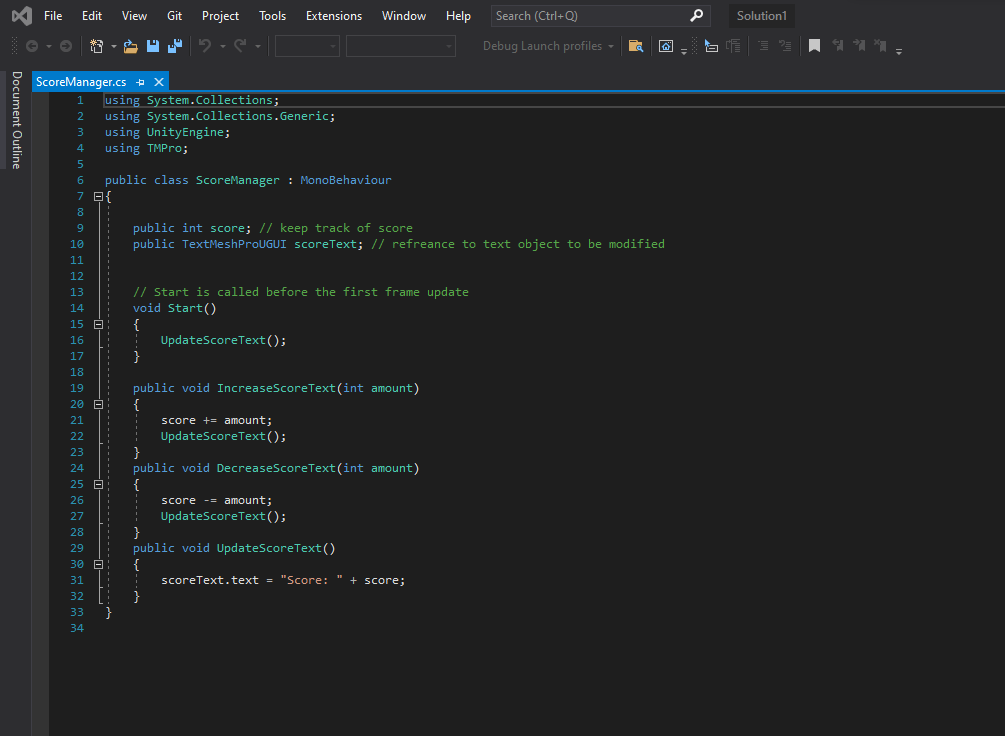 File Edit View Git Project Tools Extensions Window Help Search (Ctrl+Q) Solution1
Debug Launch profiles
Document Outline
ScoreManager.cs
1 using System.Collections;
2 using System.Collections.Generic;
3 using UnityEngine;
4 using TMPro;
5
6 public class ScoreManager : MonoBehaviour
7 {
8
9 public int score; // keep track of score
10 public TextMeshProUGUI scoreText; // refreance to text object to be modified
11
12
13 // Start is called before the first frame update
14 void Start()
15 {
16 UpdateScoreText();
17 }
18
19 public void IncreaseScoreText(int amount)
20 {
21 score += amount;
22 UpdateScoreText();
23 }
24 public void DecreaseScoreText(int amount)
25 {
26 score -= amount;
27 UpdateScoreText();
28 }
29 public void UpdateScoreText()
30 {
31 scoreText.text = "Score: " + score;
32 }
33 }
34